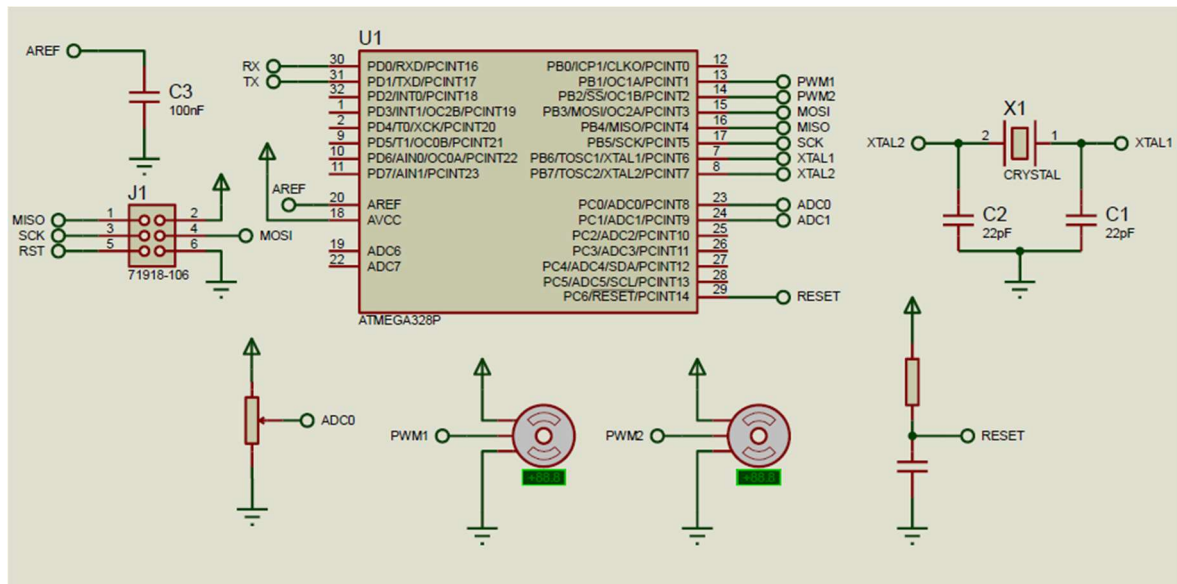 AREF
C3
100nF
J1
MISO
SCK
RST
1
3
5
2
4
6
MOSI
71918-106
U1
RX
TX
AREF
30
31
32
1
2
9
10
11
20
18
19
22
PD0/RXD/PCINT16
PD1/TXD/PCINT17
PD2/INT0/PCINT18
PD3/INT1/OC2B/PCINT19
PD4/T0/XCK/PCINT20
PD5/T1/OC0B/PCINT21
PD6/AIN0/OC0A/PCINT22
PD7/AIN1/PCINT23
AREF
AVCC
ADC6
ADC7
PB0/ICP1/CLKO/PCINT0
PB1/OC1A/PCINT1
PB2/SS/OC1B/PCINT2
PB3/MOSI/OC2A/PCINT3
PB4/MISO/PCINT4
PB5/SCK/PCINT5
PB6/TOSC1/XTAL1/PCINT6
PB7/TOSC2/XTAL2/PCINT7
PC0/ADC0/PCINT8
PC1/ADC1/PCINT9
PC2/ADC2/PCINT10
PC3/ADC3/PCINT11
PC4/ADC4/SDA/PCINT12
PC5/ADC5/SCL/PCINT13
PC6/RESET/PCINT14
12
13
14
15
16
17
7
8
23
24
25
26
27
28
29
PWM1
PWM2
MOSI
MISO
SCK
XTAL1
XTAL2
ADC0
ADC1
RESET
ATMEGA328P
X1
XTAL2
2
1
XTAL1
CRYSTAL
C2
22pF
C1
22pF
ADC0
PWM1
+88.8
PWM2
+88.8
RESET